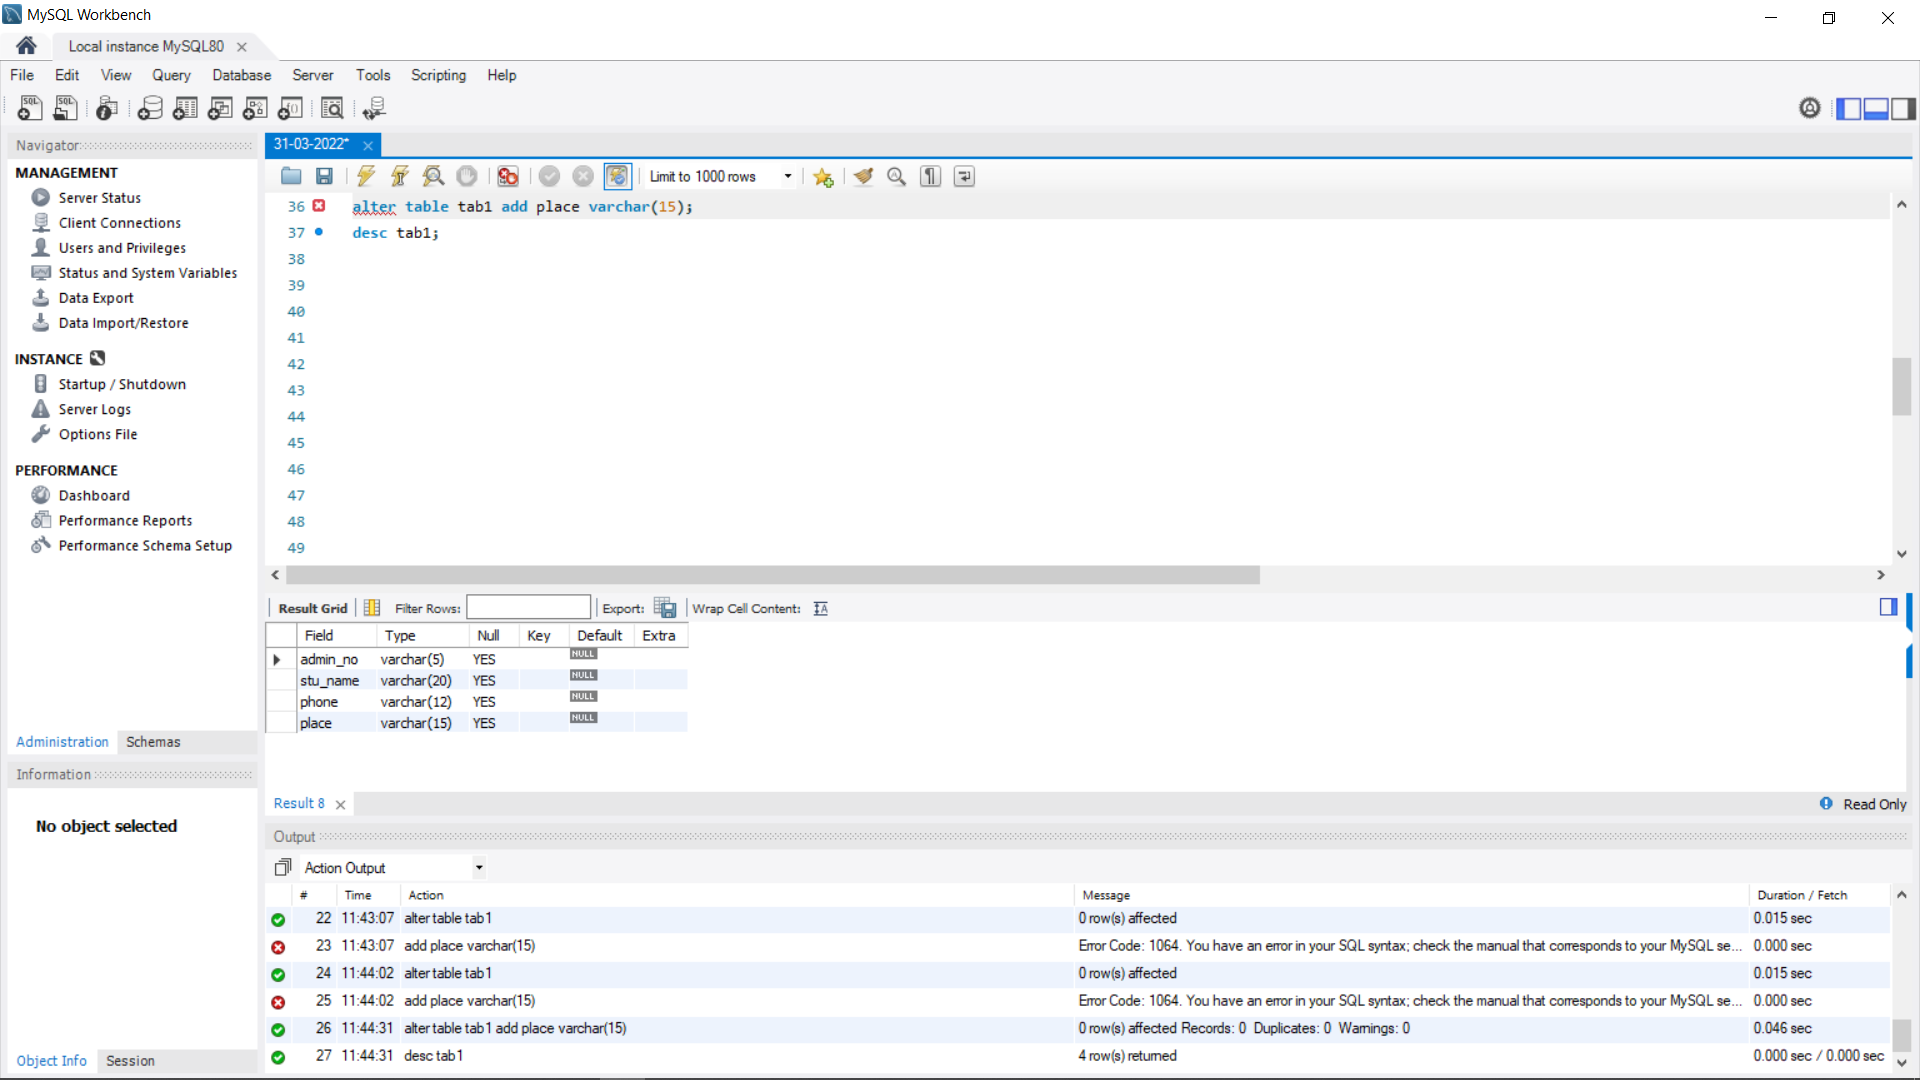 MySQL Workbench
Local instance MySQL80
File Edit View Query Database Server Tools Scripting Help
Navigator
31-03-2022*
MANAGEMENT
Server Status
Client Connections
Users and Privileges
Status and System Variables
Data Export
Data Import/Restore
INSTANCE
Startup / Shutdown
Server Logs
Options File
PERFORMANCE
Dashboard
Performance Reports
Performance Schema Setup
Administration Schemas
Information
No object selected
Object Info Session
Limit to 1000 rows
36 alter table tab1 add place varchar(15);
37 desc tab1;
38
39
40
41
42
43
44
45
46
47
48
49
Result Grid Filter Rows: Export: Wrap Cell Content:
Field Type Null Key Default Extra
admin_no varchar(5) YES NULL
stu_name varchar(20) YES NULL
phone varchar(12) YES NULL
place varchar(15) YES NULL
Result 8 Read Only
Output
Action Output
# Time Action Message Duration / Fetch
22 11:43:07 alter table tab1 0 row(s) affected 0.015 sec
23 11:43:07 add place varchar(15) Error Code: 1064. You have an error in your SQL syntax; check the manual that corresponds to your MySQL se... 0.000 sec
24 11:44:02 alter table tab1 0 row(s) affected 0.015 sec
25 11:44:02 add place varchar(15) Error Code: 1064. You have an error in your SQL syntax; check the manual that corresponds to your MySQL se... 0.000 sec
26 11:44:31 alter table tab1 add place varchar(15) 0 row(s) affected Records: 0 Duplicates: 0 Warnings: 0 0.046 sec
27 11:44:31 desc tab1 4 row(s) returned 0.000 sec / 0.000 sec